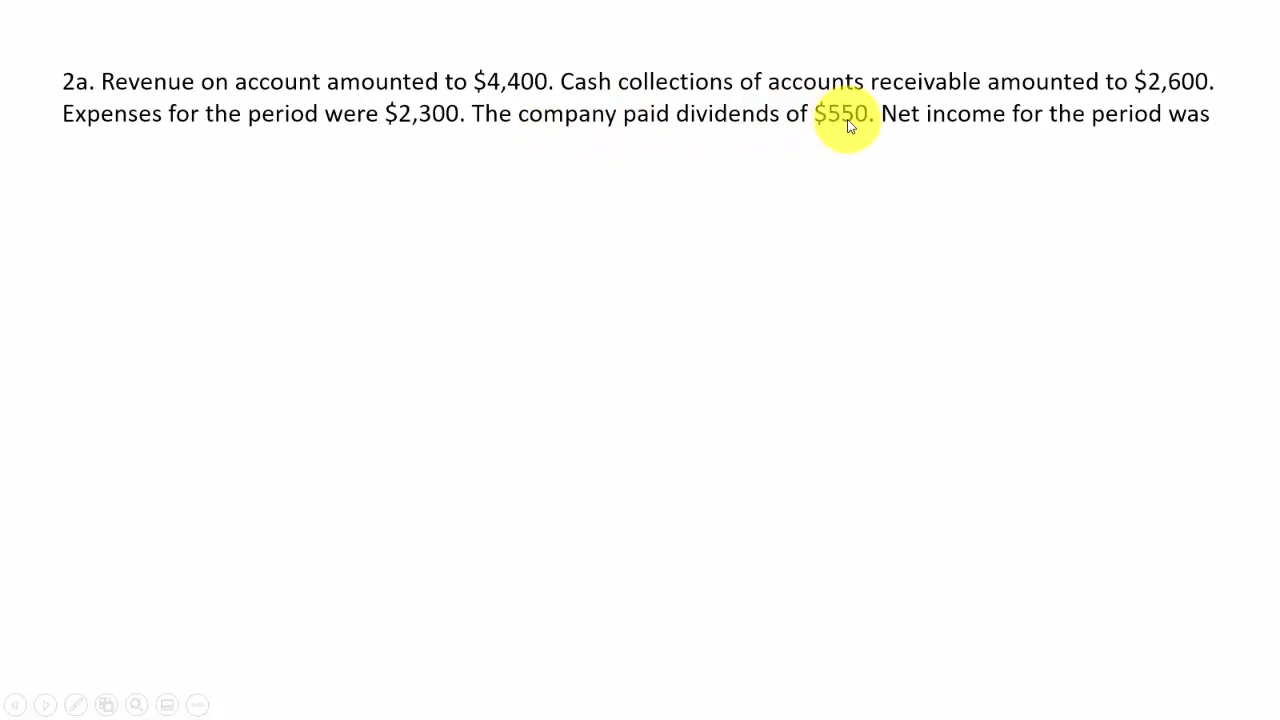 2a. Revenue on account amounted to $4,400. Cash collections of accounts receivable amounted to $2,600.
Expenses for the period were $2,300. The company paid dividends of $550. Net income for the period was